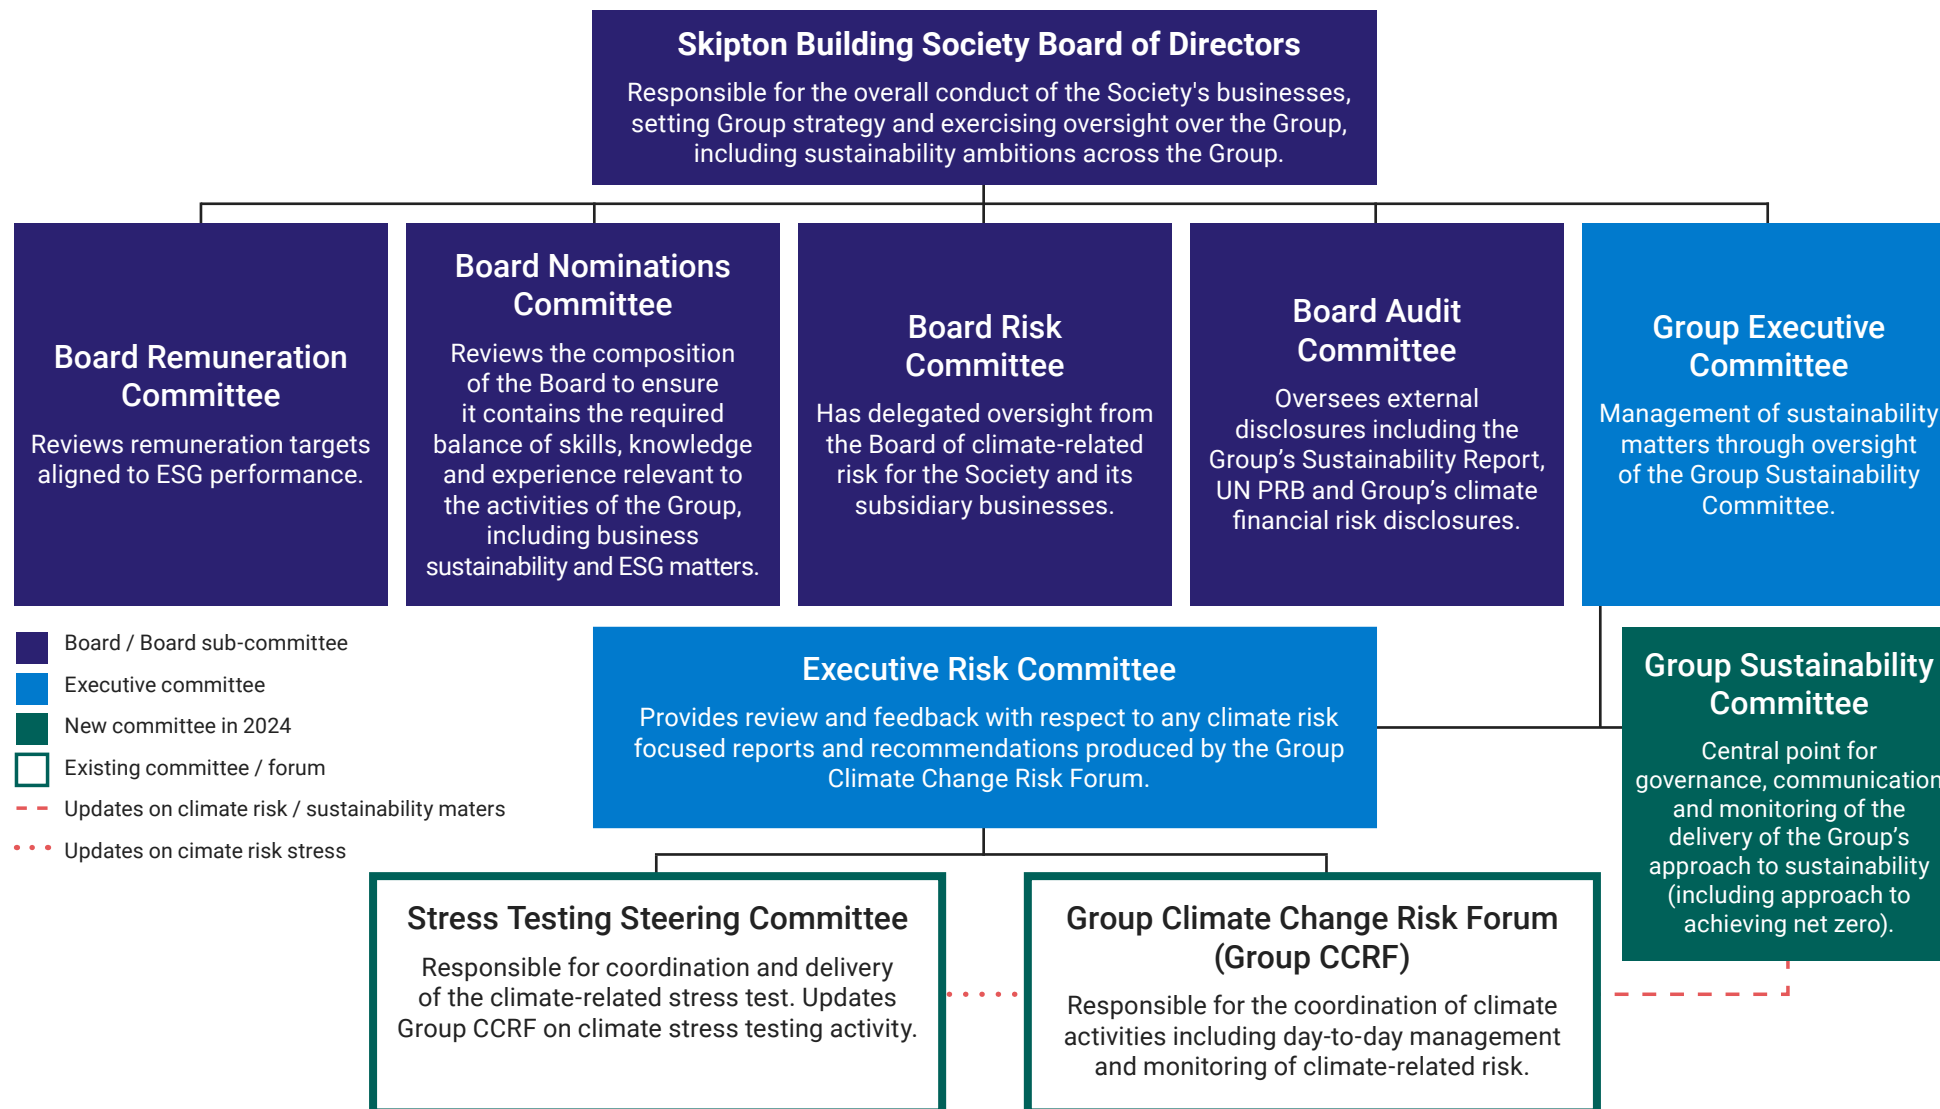 Skipton Building Society Board of Directors
Responsible for the overall conduct of the Society's businesses,
setting Group strategy and exercising oversight over the Group,
including sustainability ambitions across the Group.
Board Remuneration
Committee
Reviews remuneration targets
aligned to ESG performance.
Board Nominations
Committee
Reviews the composition
of the Board to ensure
it contains the required
balance of skills, knowledge
and experience relevant to
the activities of the Group,
including business
sustainability and ESG matters.
Board Risk
Committee
Has delegated oversight from
the Board of climate-related
risk for the Society and its
subsidiary businesses.
Board Audit
Committee
Oversees external
disclosures including the
Group’s Sustainability Report,
UN PRB and Group’s climate
financial risk disclosures.
Group Executive
Committee
Management of sustainability
matters through oversight
of the Group Sustainability
Committee.
Board / Board sub-committee
Executive committee
New committee in 2024
Existing committee / forum
Updates on climate risk / sustainability maters
Updates on cimate risk stress
Executive Risk Committee
Provides review and feedback with respect to any climate risk
focused reports and recommendations produced by the Group
Climate Change Risk Forum.
Group Sustainability
Committee
Central point for
governance, communication
and monitoring of the
delivery of the Group’s
approach to sustainability
(including approach to
achieving net zero).
Stress Testing Steering Committee
Responsible for coordination and delivery
of the climate-related stress test. Updates
Group CCRF on climate stress testing activity.
Group Climate Change Risk Forum
(Group CCRF)
Responsible for the coordination of climate
activities including day-to-day management
and monitoring of climate-related risk.